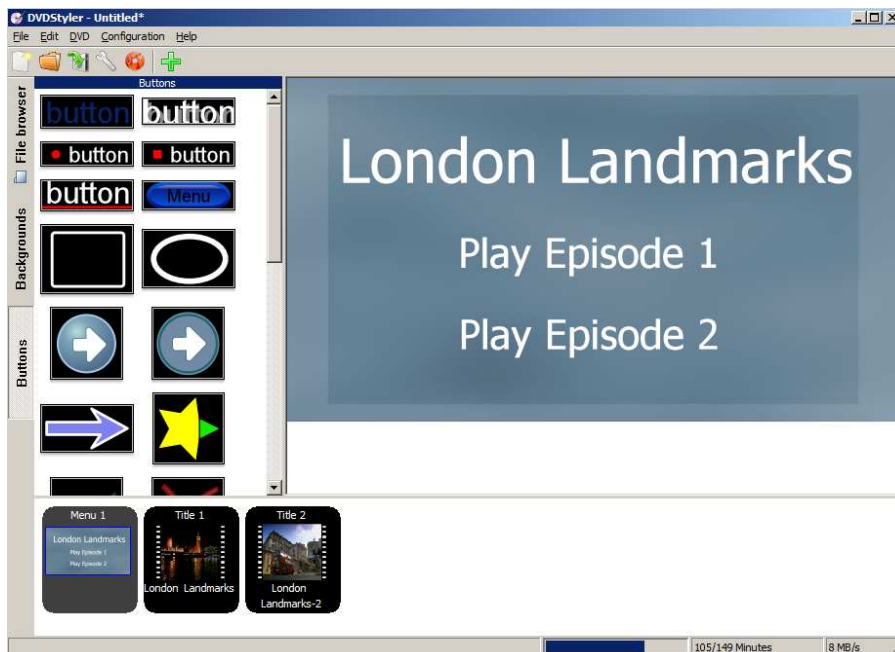 DVDStyler - Untitled*
File Edit DVD Configuration Help
Buttons
File browser
Backgrounds
Buttons
button button
button button
button Menu
London Landmarks
Play Episode 1
Play Episode 2
Menu 1
London Landmarks
Play Episode 1
Play Episode 2
Title 1
London Landmarks
Title 2
London
Landmarks-2
105/149 Minutes 8 MB/s